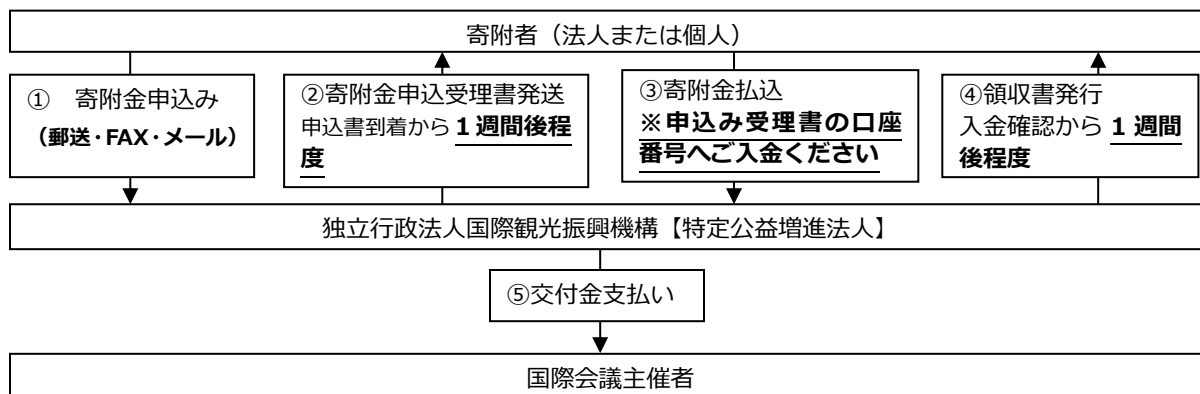 寄附者（法人または個人）
①　寄附金申込み
（郵送・FAX・メール）
②寄附金申込受理書発送
申込書到着から１週間後程
度
③寄附金払込
※申込み受理書の口座
番号へご入金ください
④領収書発行
入金確認から１週間
後程度
独立行政法人国際観光振興機構【特定公益増進法人】
⑤交付金支払い
国際会議主催者